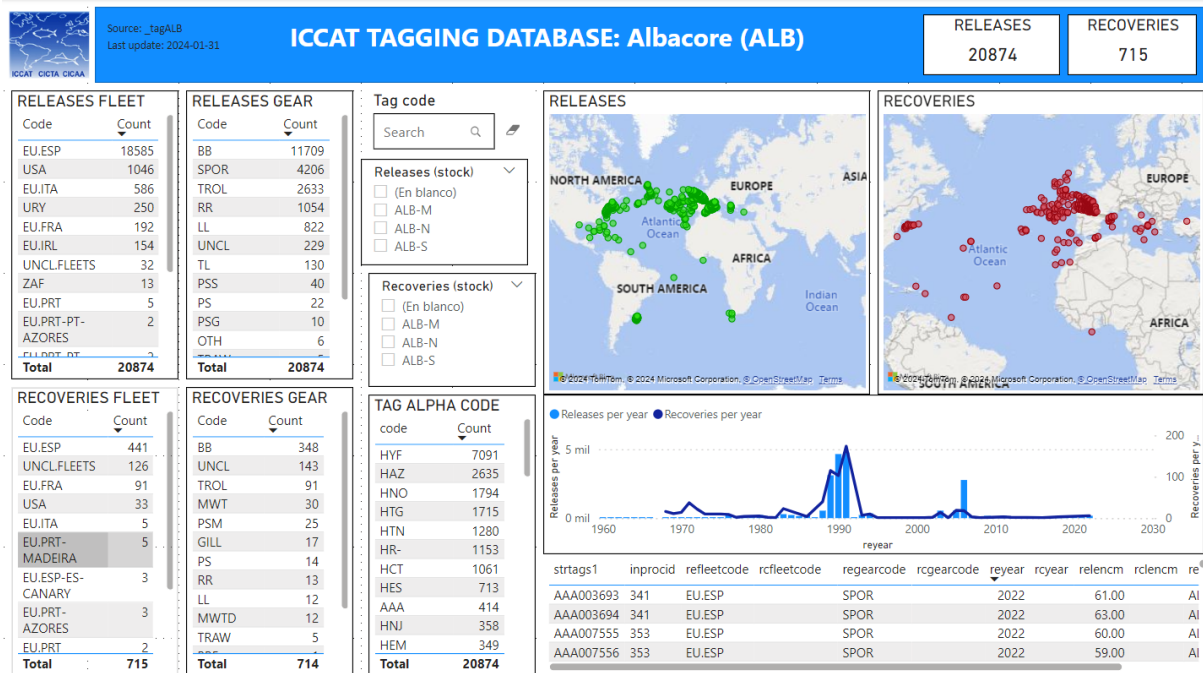 Source: _tagALB
Last update: 2024-01-31
ICCAT CICTA CICAA
ICCAT TAGGING DATABASE: Albacore (ALB)
RELEASES
20874
RECOVERIES
715
RELEASES FLEET
Code Count
EU.ESP 18585
USA 1046
EU.ITA 586
URY 250
EU.FRA 192
EU.IRL 154
UNCL.FLEETS 32
ZAF 13
EU.PRT 5
EU.PRT-PT- 2
AZORES
Total 20874
RELEASES GEAR
Code Count
BB 11709
SPOR 4206
TROL 2633
RR 1054
LL 822
UNCL 229
TL 130
PSS 40
PS 22
PSG 10
OTH 6
Total 20874
Tag code
Search
Releases (stock)
(En blanco)
ALB-M
ALB-N
ALB-S
Recoveries (stock)
(En blanco)
ALB-M
ALB-N
ALB-S
RELEASES
NORTH AMERICA
EUROPE
ASIA
Atlantic
Ocean
AFRICA
SOUTH AMERICA
Indian
Ocean
© 2024 TomTom, © 2024 Microsoft Corporation, © OpenStreetMap Terms
RECOVERIES
EUROPE
Atlantic
Ocean
AFRICA
SOUTH AMERICA
© 2024 TomTom, © 2024 Microsoft Corporation, © OpenStreetMap Terms
RECOVERIES FLEET
Code Count
EU.ESP 441
UNCL.FLEETS 126
EU.FRA 91
USA 33
EU.ITA 5
EU.PRT- 5
MADEIRA
EU.ESP-ES- 3
CANARY
EU.PRT- 3
AZORES
EU.PRT 2
Total 715
RECOVERIES GEAR
Code Count
BB 348
UNCL 143
TROL 91
MWT 30
PSM 25
GILL 17
PS 14
RR 13
LL 12
MWTD 12
TRAW 5
Total 714
TAG ALPHA CODE
code Count
HYF 7091
HAZ 2635
HNO 1794
HTG 1715
HTN 1280
HR- 1153
HCT 1061
HES 713
AAA 414
HNJ 358
HEM 349
Total 20874
Releases per year Recoveries per year
Releases per year
5 mil
0 mil
200
100
0
Recoveries per y...
1960 1970 1980 1990 2000 2010 2020 2030
reyear
strtags1 inprocid refleetcode rcfleetcode regearcode rcgearcode reyear rcyear relencm rclencm re
AAA003693 341 EU.ESP SPOR 2022 61.00 Al
AAA003694 341 EU.ESP SPOR 2022 63.00 Al
AAA007555 353 EU.ESP SPOR 2022 60.00 Al
AAA007556 353 EU.ESP SPOR 2022 59.00 Al